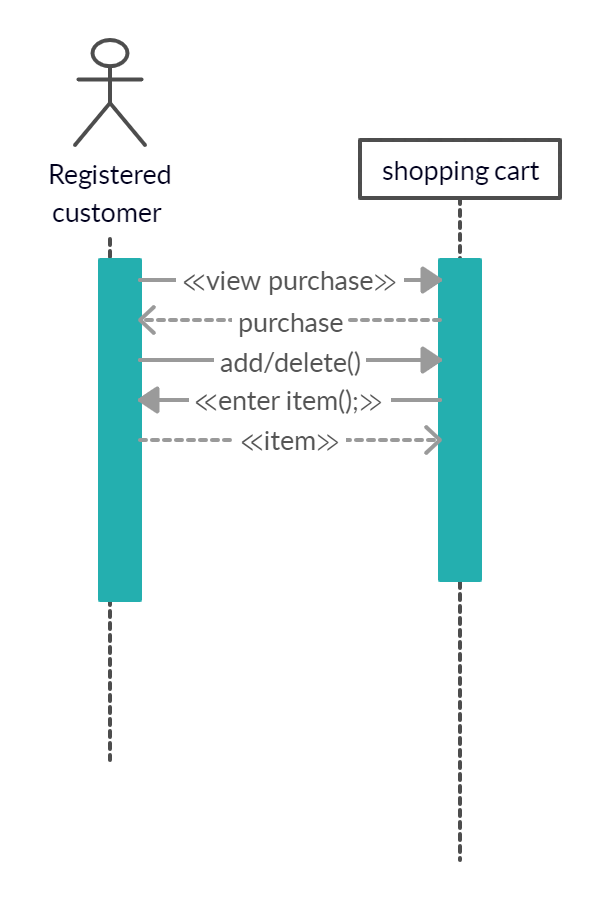 Registered
customer
shopping cart
≪view purchase≫
purchase
add/delete()
≪enter item();≫
≪item≫